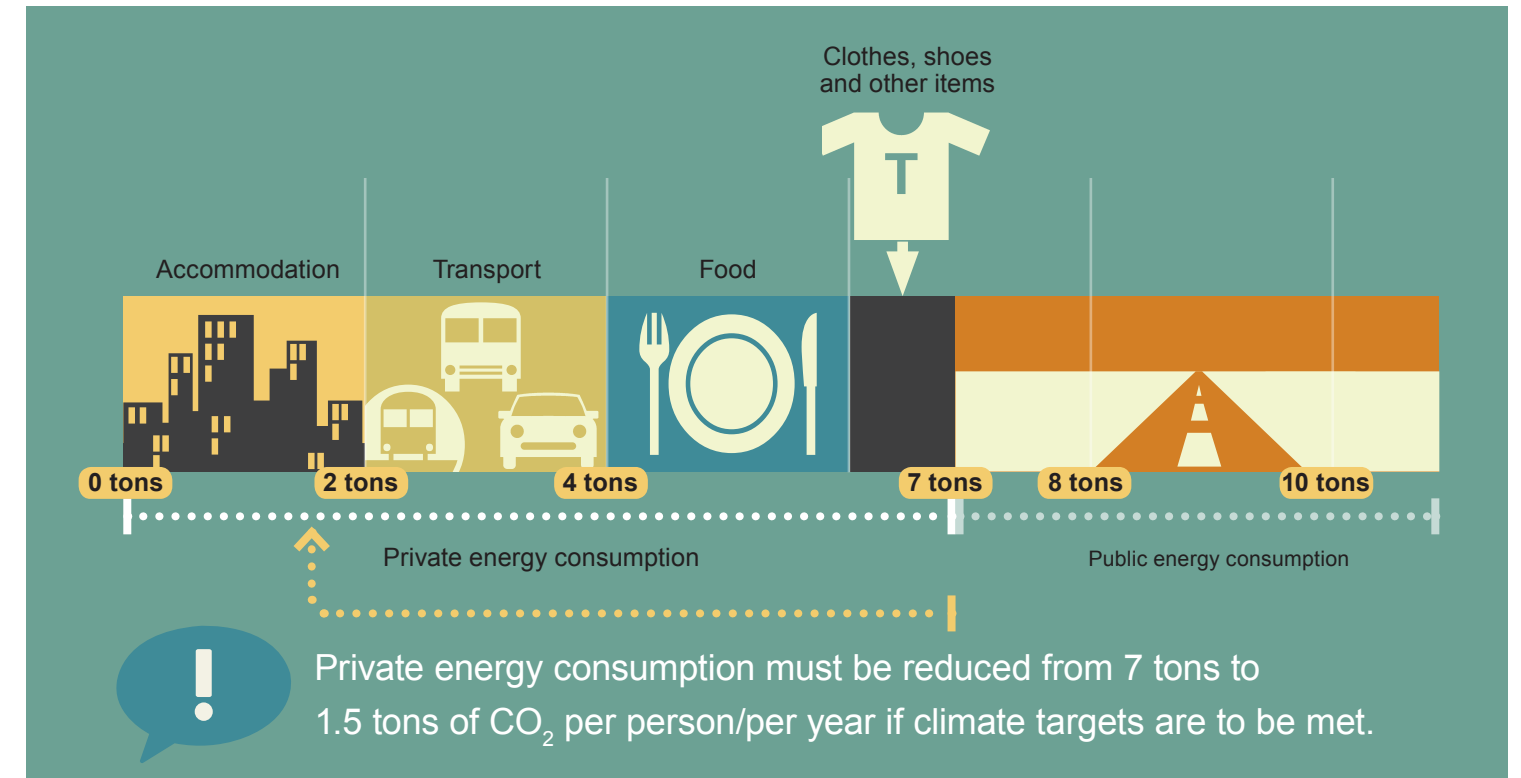 Clothes, shoes
and other items
T
Accommodation
Transport
Food
0 tons
2 tons
4 tons
7 tons
8 tons
10 tons
Private energy consumption
Public energy consumption
!
Private energy consumption must be reduced from 7 tons to
1.5 tons of CO₂ per person/per year if climate targets are to be met.